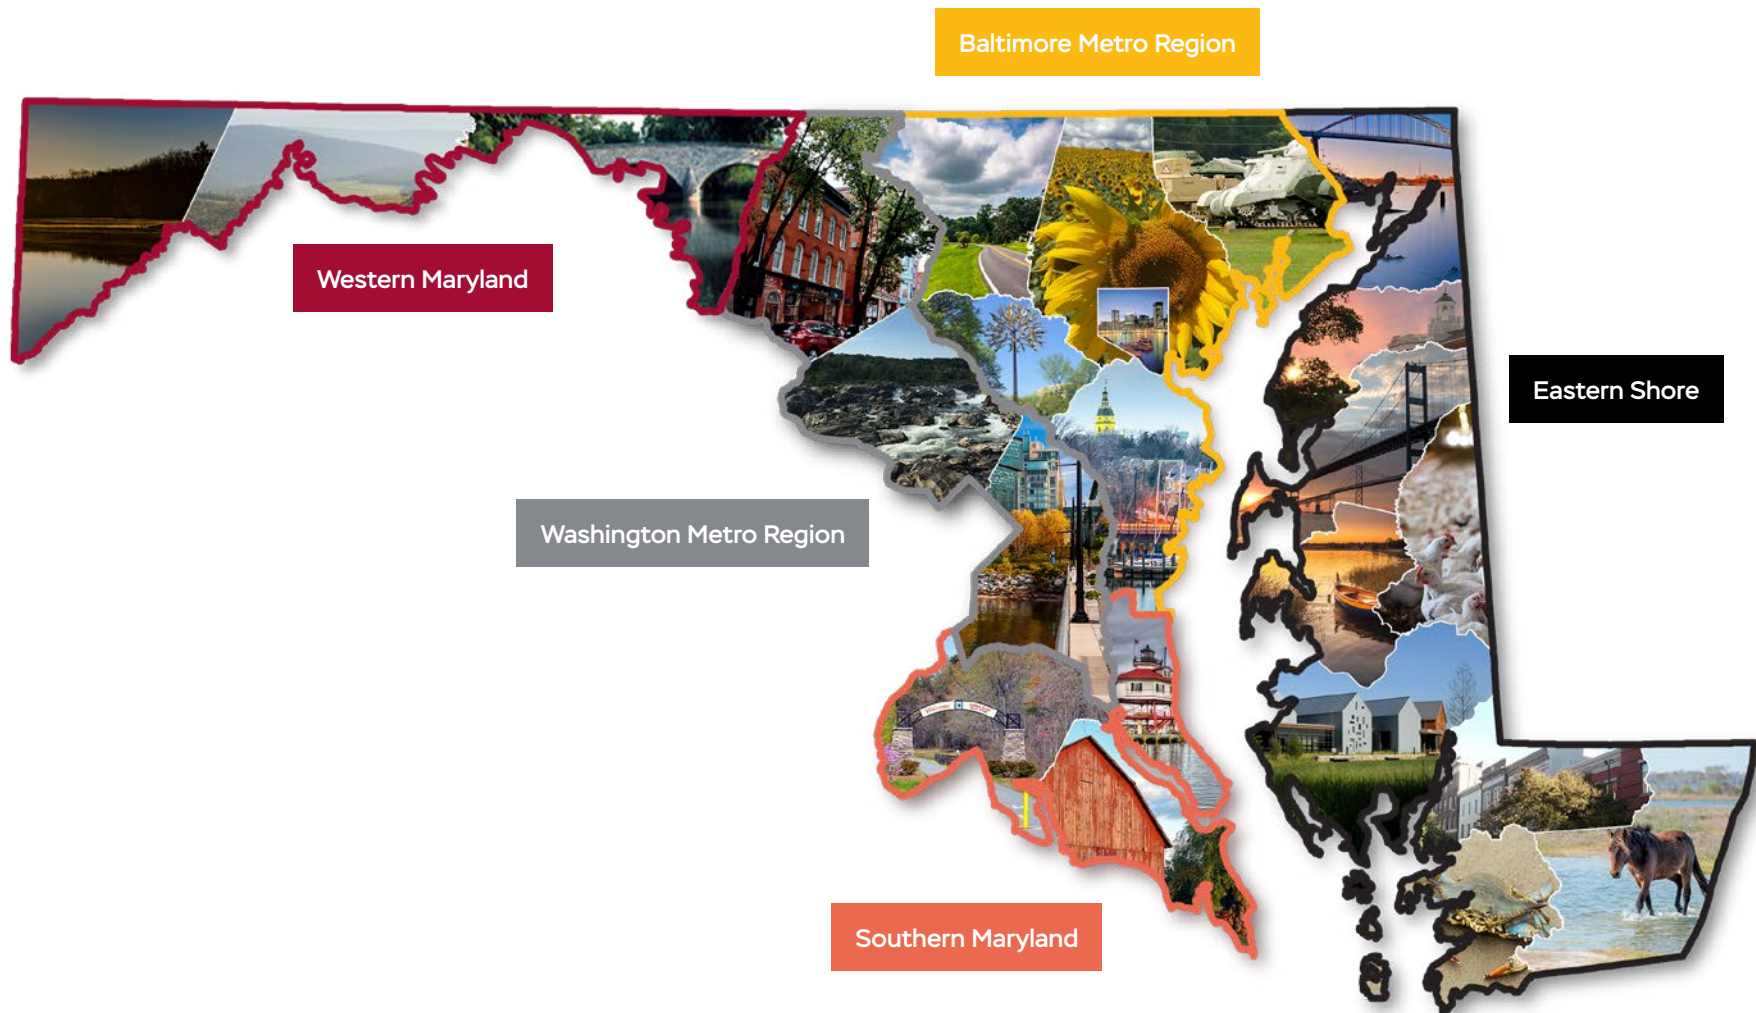 Baltimore Metro Region
Western Maryland
Eastern Shore
Washington Metro Region
Southern Maryland